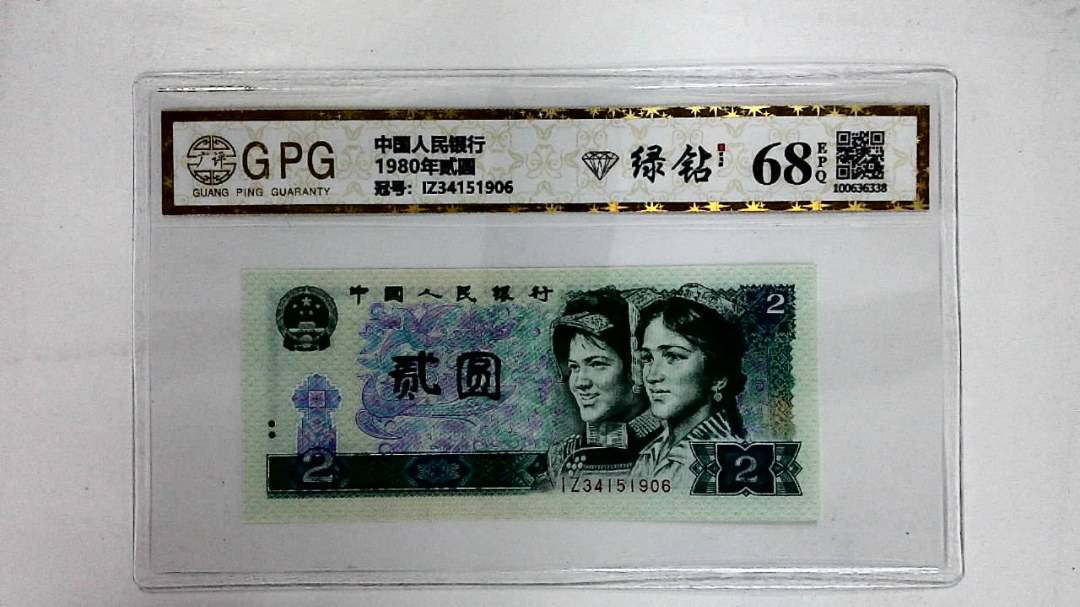 广评
GPG
GUANG PING GUARANTY
中国人民银行
1980年贰圆
冠号: IZ34151906
绿钻
68
EPQ
100636338
中国人民银行
2
贰圆
2
2
IZ34151906